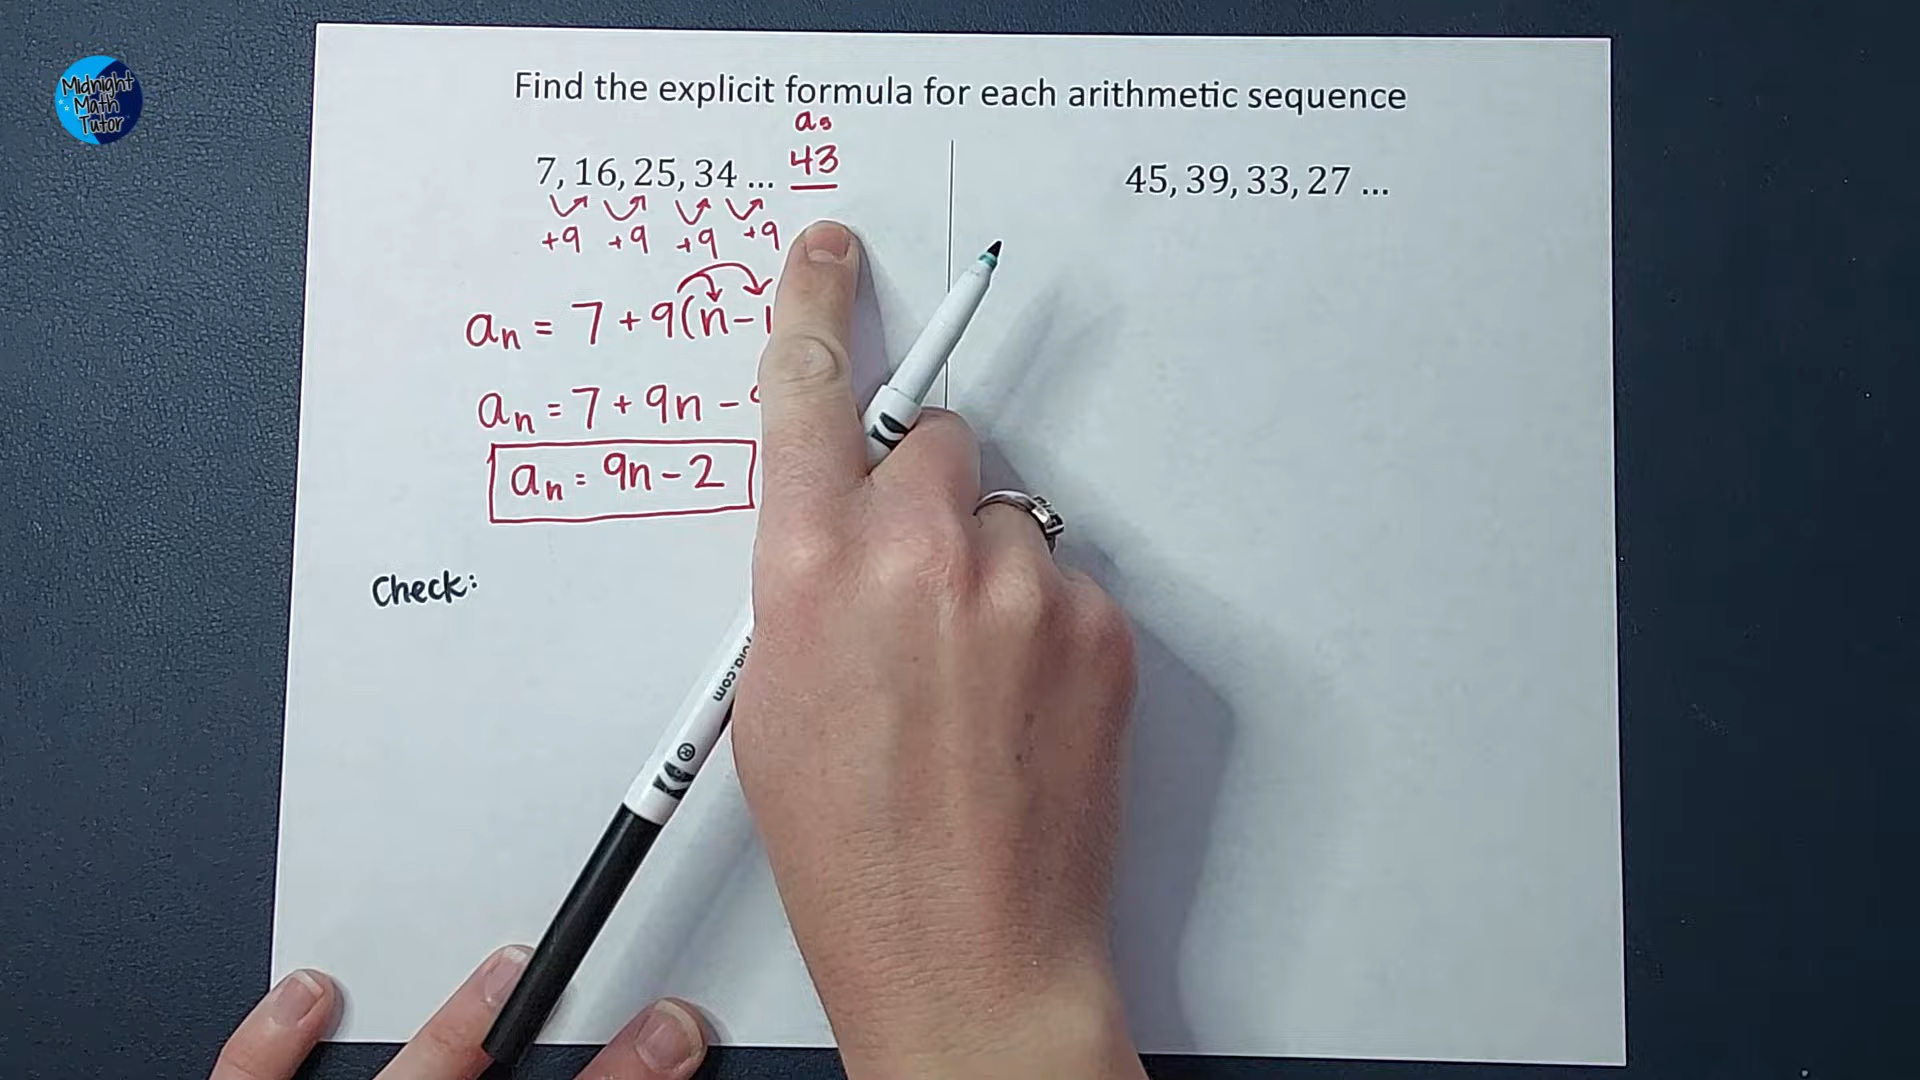 Midnight
Math
Tutor
Find the explicit formula for each arithmetic sequence
a₅
7, 16, 25, 34 ... 43
+9 +9 +9 +9
aₙ = 7 + 9(n - 1
aₙ = 7 + 9n -
aₙ = 9n - 2
Check:
45, 39, 33, 27 ...